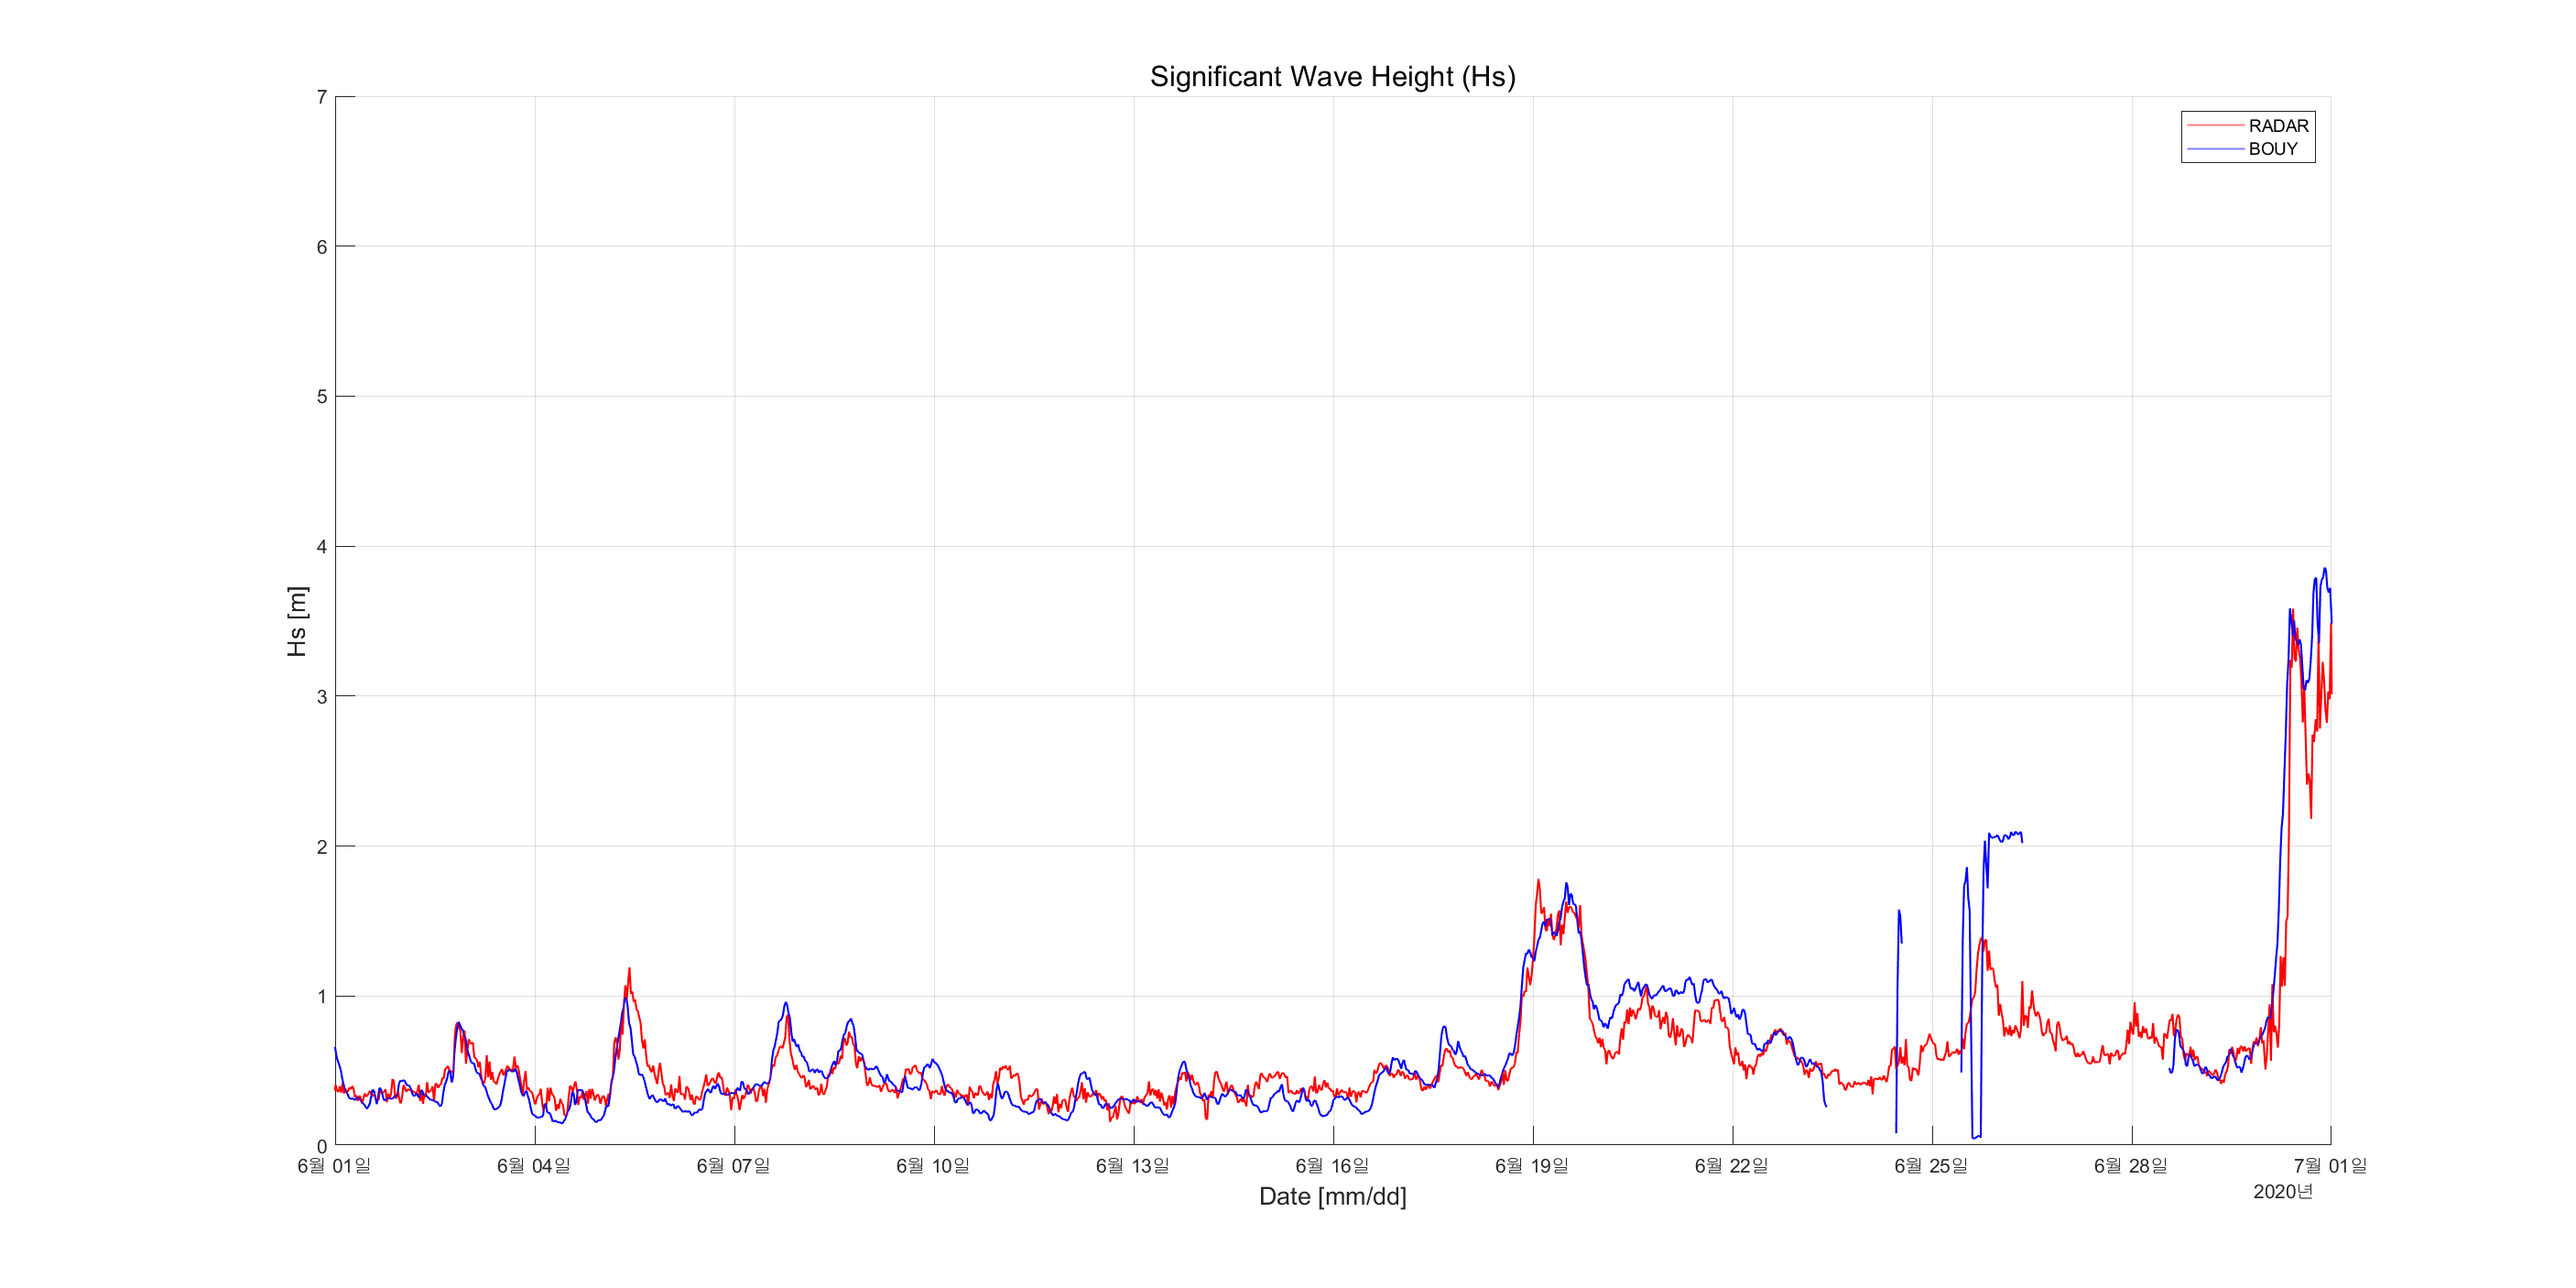 Significant Wave Height (Hs)
7
6
5
4
3
2
1
0
Hs [m]
RADAR
BOUY
6월 01일
6월 04일
6월 07일
6월 10일
6월 13일
6월 16일
6월 19일
6월 22일
6월 25일
6월 28일
7월 01일
2020년
Date [mm/dd]